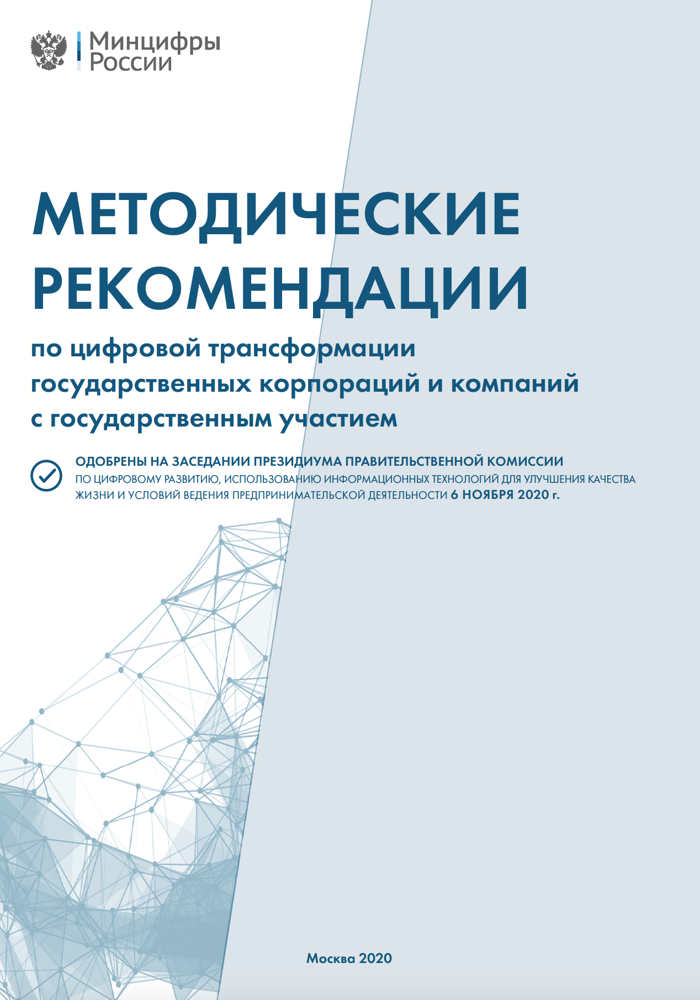 Минцифры
России
МЕТОДИЧЕСКИЕ
РЕКОМЕНДАЦИИ
по цифровой трансформации
государственных корпораций и компаний
с государственным участием
ОДОБРЕНЫ НА ЗАСЕДАНИИ ПРЕЗИДИУМА ПРАВИТЕЛЬСТВЕННОЙ КОМИССИИ
ПО ЦИФРОВОМУ РАЗВИТИЮ, ИСПОЛЬЗОВАНИЮ ИНФОРМАЦИОННЫХ ТЕХНОЛОГИЙ ДЛЯ УЛУЧШЕНИЯ КАЧЕСТВА
ЖИЗНИ И УСЛОВИЙ ВЕДЕНИЯ ПРЕДПРИНИМАТЕЛЬСКОЙ ДЕЯТЕЛЬНОСТИ 6 НОЯБРЯ 2020 г.
Москва 2020